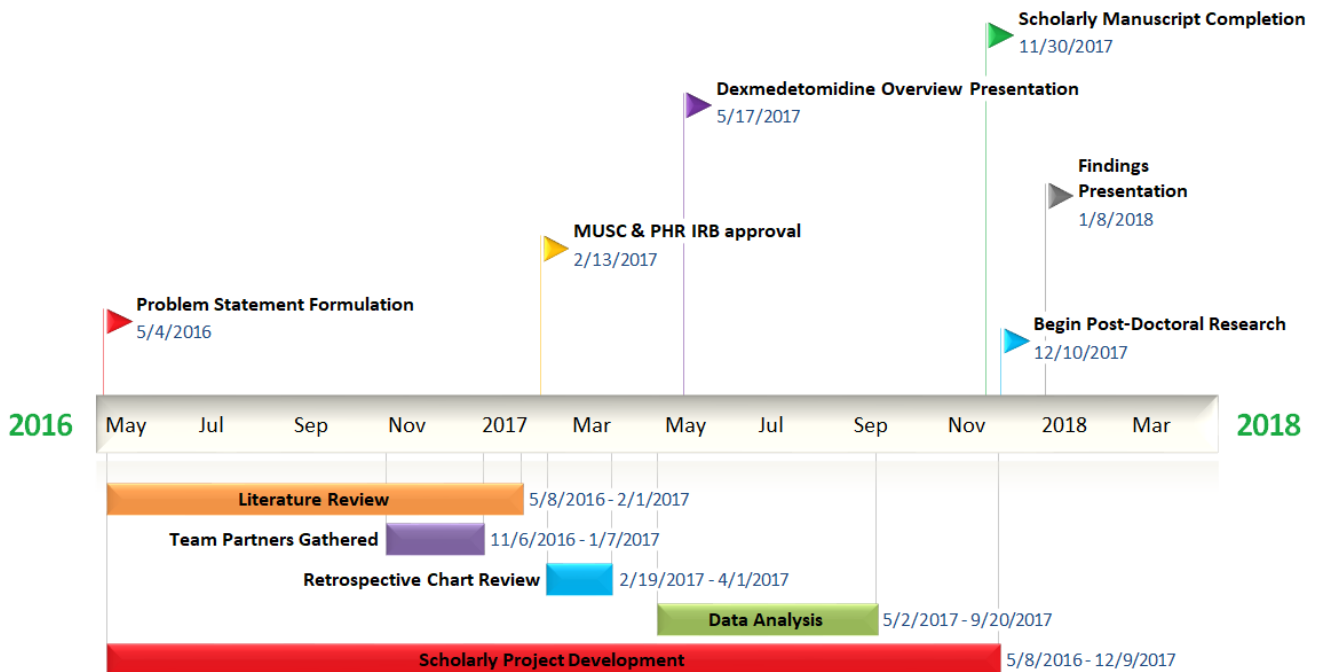 Scholarly Manuscript Completion
11/30/2017
Dexmedetomidine Overview Presentation
5/17/2017
Findings
Presentation
1/8/2018
MUSC & PHR IRB approval
2/13/2017
Problem Statement Formulation
5/4/2016
Begin Post-Doctoral Research
12/10/2017
2016 May Jul Sep Nov 2017 Mar May Jul Sep Nov 2018 Mar 2018
Literature Review 5/8/2016 - 2/1/2017
Team Partners Gathered 11/6/2016 - 1/7/2017
Retrospective Chart Review 2/19/2017 - 4/1/2017
Data Analysis 5/2/2017 - 9/20/2017
Scholarly Project Development 5/8/2016 - 12/9/2017